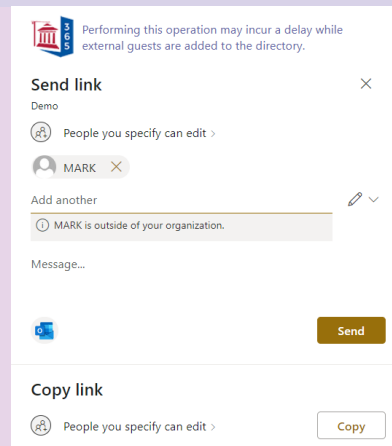 365
Performing this operation may incur a delay while
external guests are added to the directory.
Send link
Demo
People you specify can edit >
MARK
Add another
MARK is outside of your organization.
Message...
Send
Copy link
People you specify can edit >
Copy